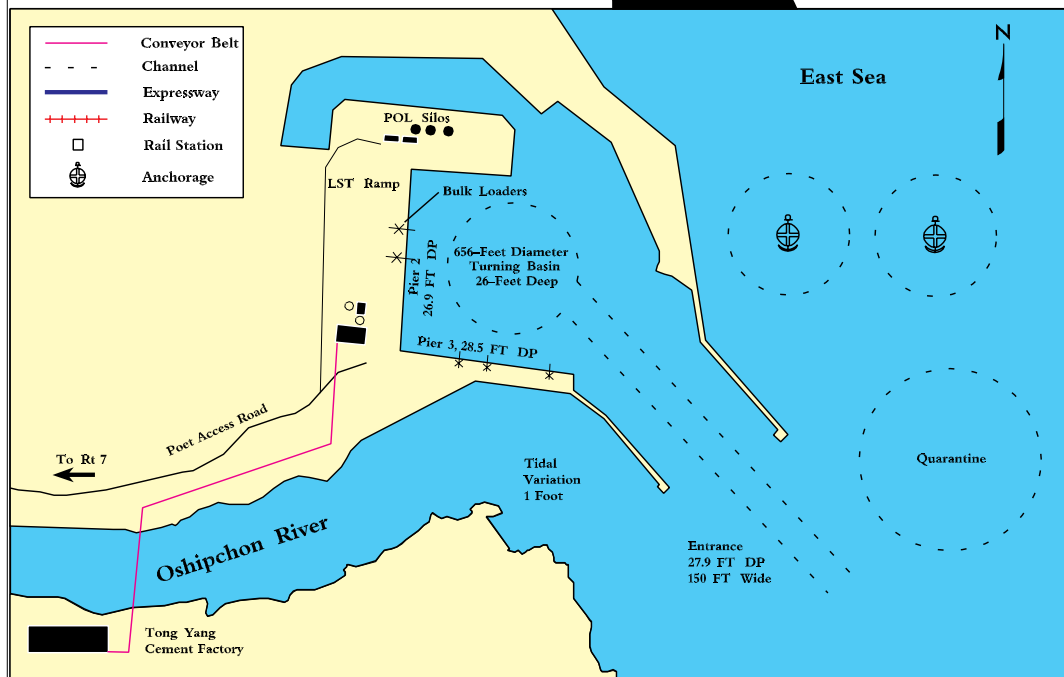 Conveyor Belt
Channel
Expressway
Railway
Rail Station
Anchorage
N
East Sea
POL Silos
LST Ramp
Bulk Loaders
656–Feet Diameter
Turning Basin
26–Feet Deep
Pier 2
26.9 FT DP
Pier 3, 28.5 FT DP
Poet Access Road
To Rt 7
Tidal
Variation
1 Foot
Quarantine
Oshipchon River
Entrance
27.9 FT DP
150 FT Wide
Tong Yang
Cement Factory